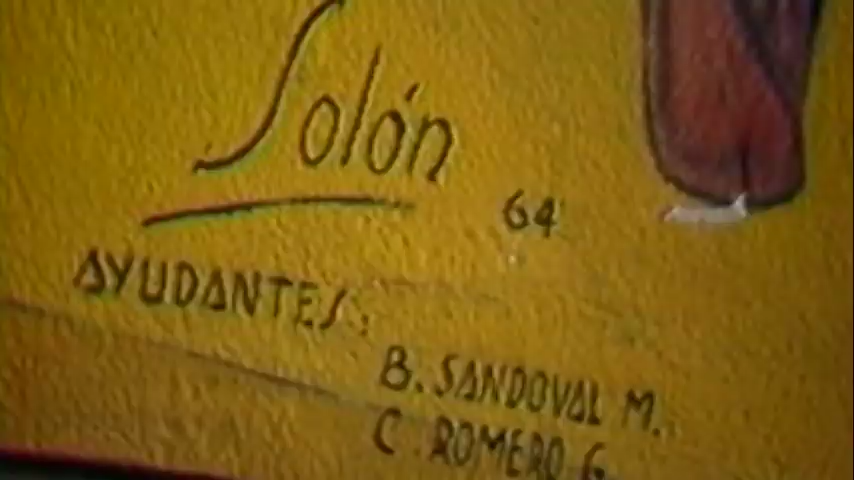 Solón
64
AYUDANTES:
B. SANDOVAL M.
C. ROMERO G.